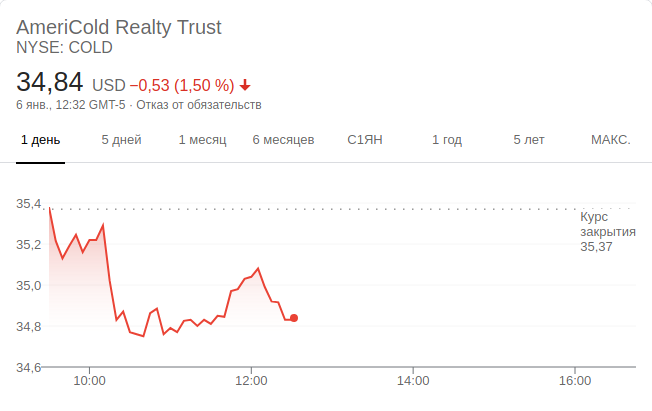 AmeriCold Realty Trust
NYSE: COLD
34,84 USD −0,53 (1,50 %)
6 янв., 12:32 GMT-5 · Отказ от обязательств
1 день 5 дней 1 месяц 6 месяцев С1ЯН 1 год 5 лет МАКС.
35,4
Курс
закрытия
35,37
35,2
35,0
34,8
34,6
10:00 12:00 14:00 16:00